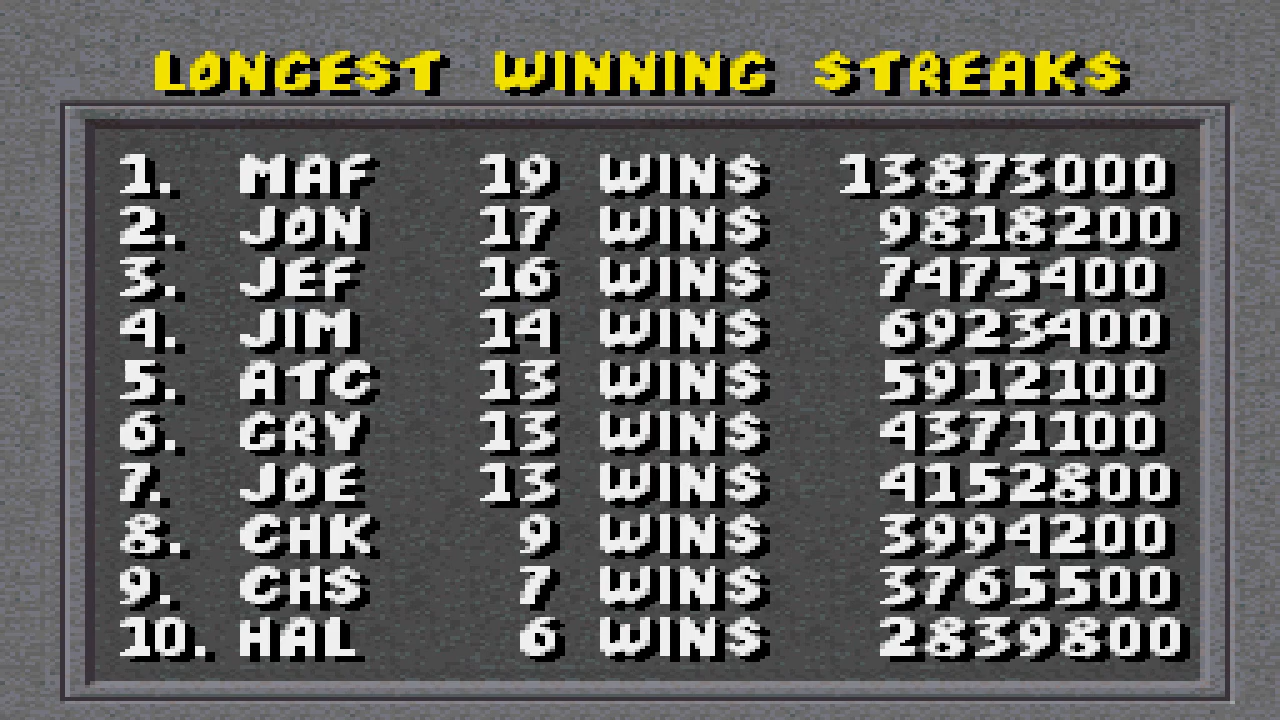 LONGEST WINNING STREAKS
1. MAF 19 WINS 13873000
2. JON 17 WINS 9818200
3. JEF 16 WINS 7475400
4. JIM 14 WINS 6923400
5. ATG 13 WINS 5912100
6. GRY 13 WINS 4371100
7. JOE 13 WINS 4152800
8. CHK 9 WINS 3994200
9. CHS 7 WINS 3765500
10. HAL 6 WINS 2839800